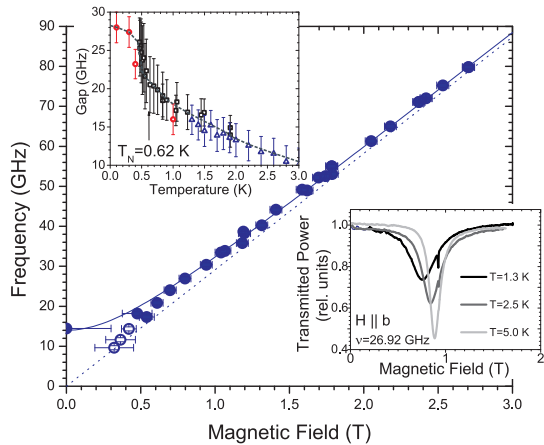 90
80
70
60
50
40
30
20
10
0
Frequency (GHz)
0.0
0.5
1.0
1.5
2.0
2.5
3.0
Magnetic Field (T)
30
25
20
15
10
Gap (GHz)
T_N=0.62 K
0.0 0.5 1.0 1.5 2.0 2.5 3.0
Temperature (K)
1.0
0.8
0.6
0.4
Transmitted Power
(rel. units)
T=1.3 K
T=2.5 K
T=5.0 K
H || b
ν=26.92 GHz
0 1 2
Magnetic Field (T)